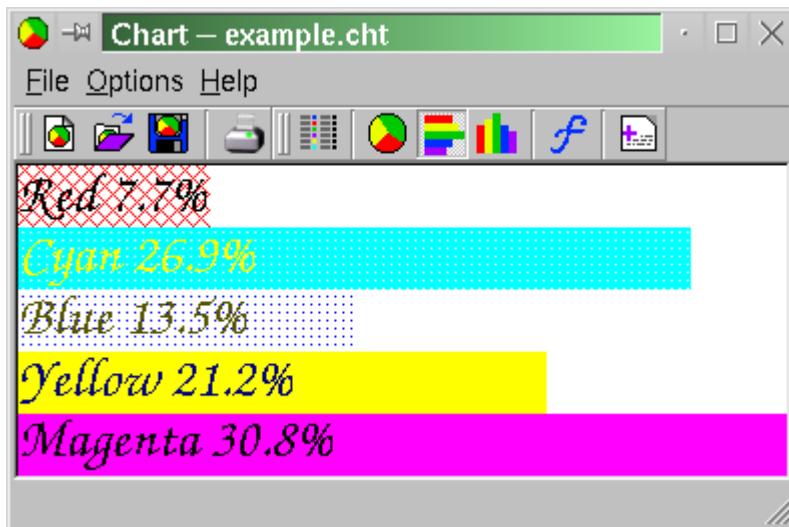 Chart – example.cht
File Options Help
Red 7.7%
Cyan 26.9%
Blue 13.5%
Yellow 21.2%
Magenta 30.8%